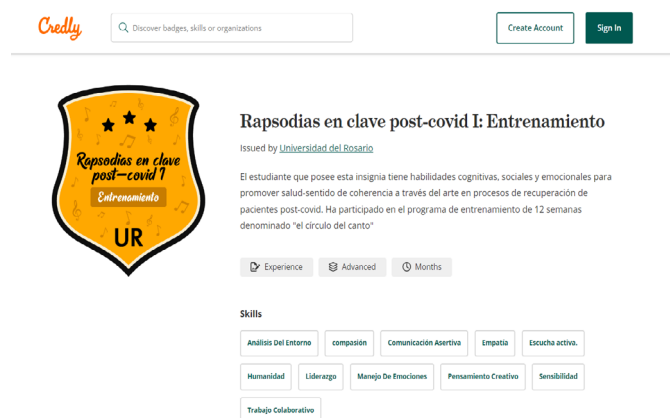 Credly
Discover badges, skills or organizations
Create Account
Sign In
Rapsodias en clave
post-covid 1
Entrenamiento
UR
Rapsodias en clave post-covid I: Entrenamiento
Issued by Universidad del Rosario
El estudiante que posee esta insignia tiene habilidades cognitivas, sociales y emocionales para
promover salud-sentido de coherencia a través del arte en procesos de recuperación de
pacientes post-covid. Ha participado en el programa de entrenamiento de 12 semanas
denominado "el círculo del canto"
Experience
Advanced
Months
Skills
Análisis Del Entorno
compasión
Comunicación Asertiva
Empatía
Escucha activa.
Humanidad
Liderazgo
Manejo De Emociones
Pensamiento Creativo
Sensibilidad
Trabajo Colaborativo